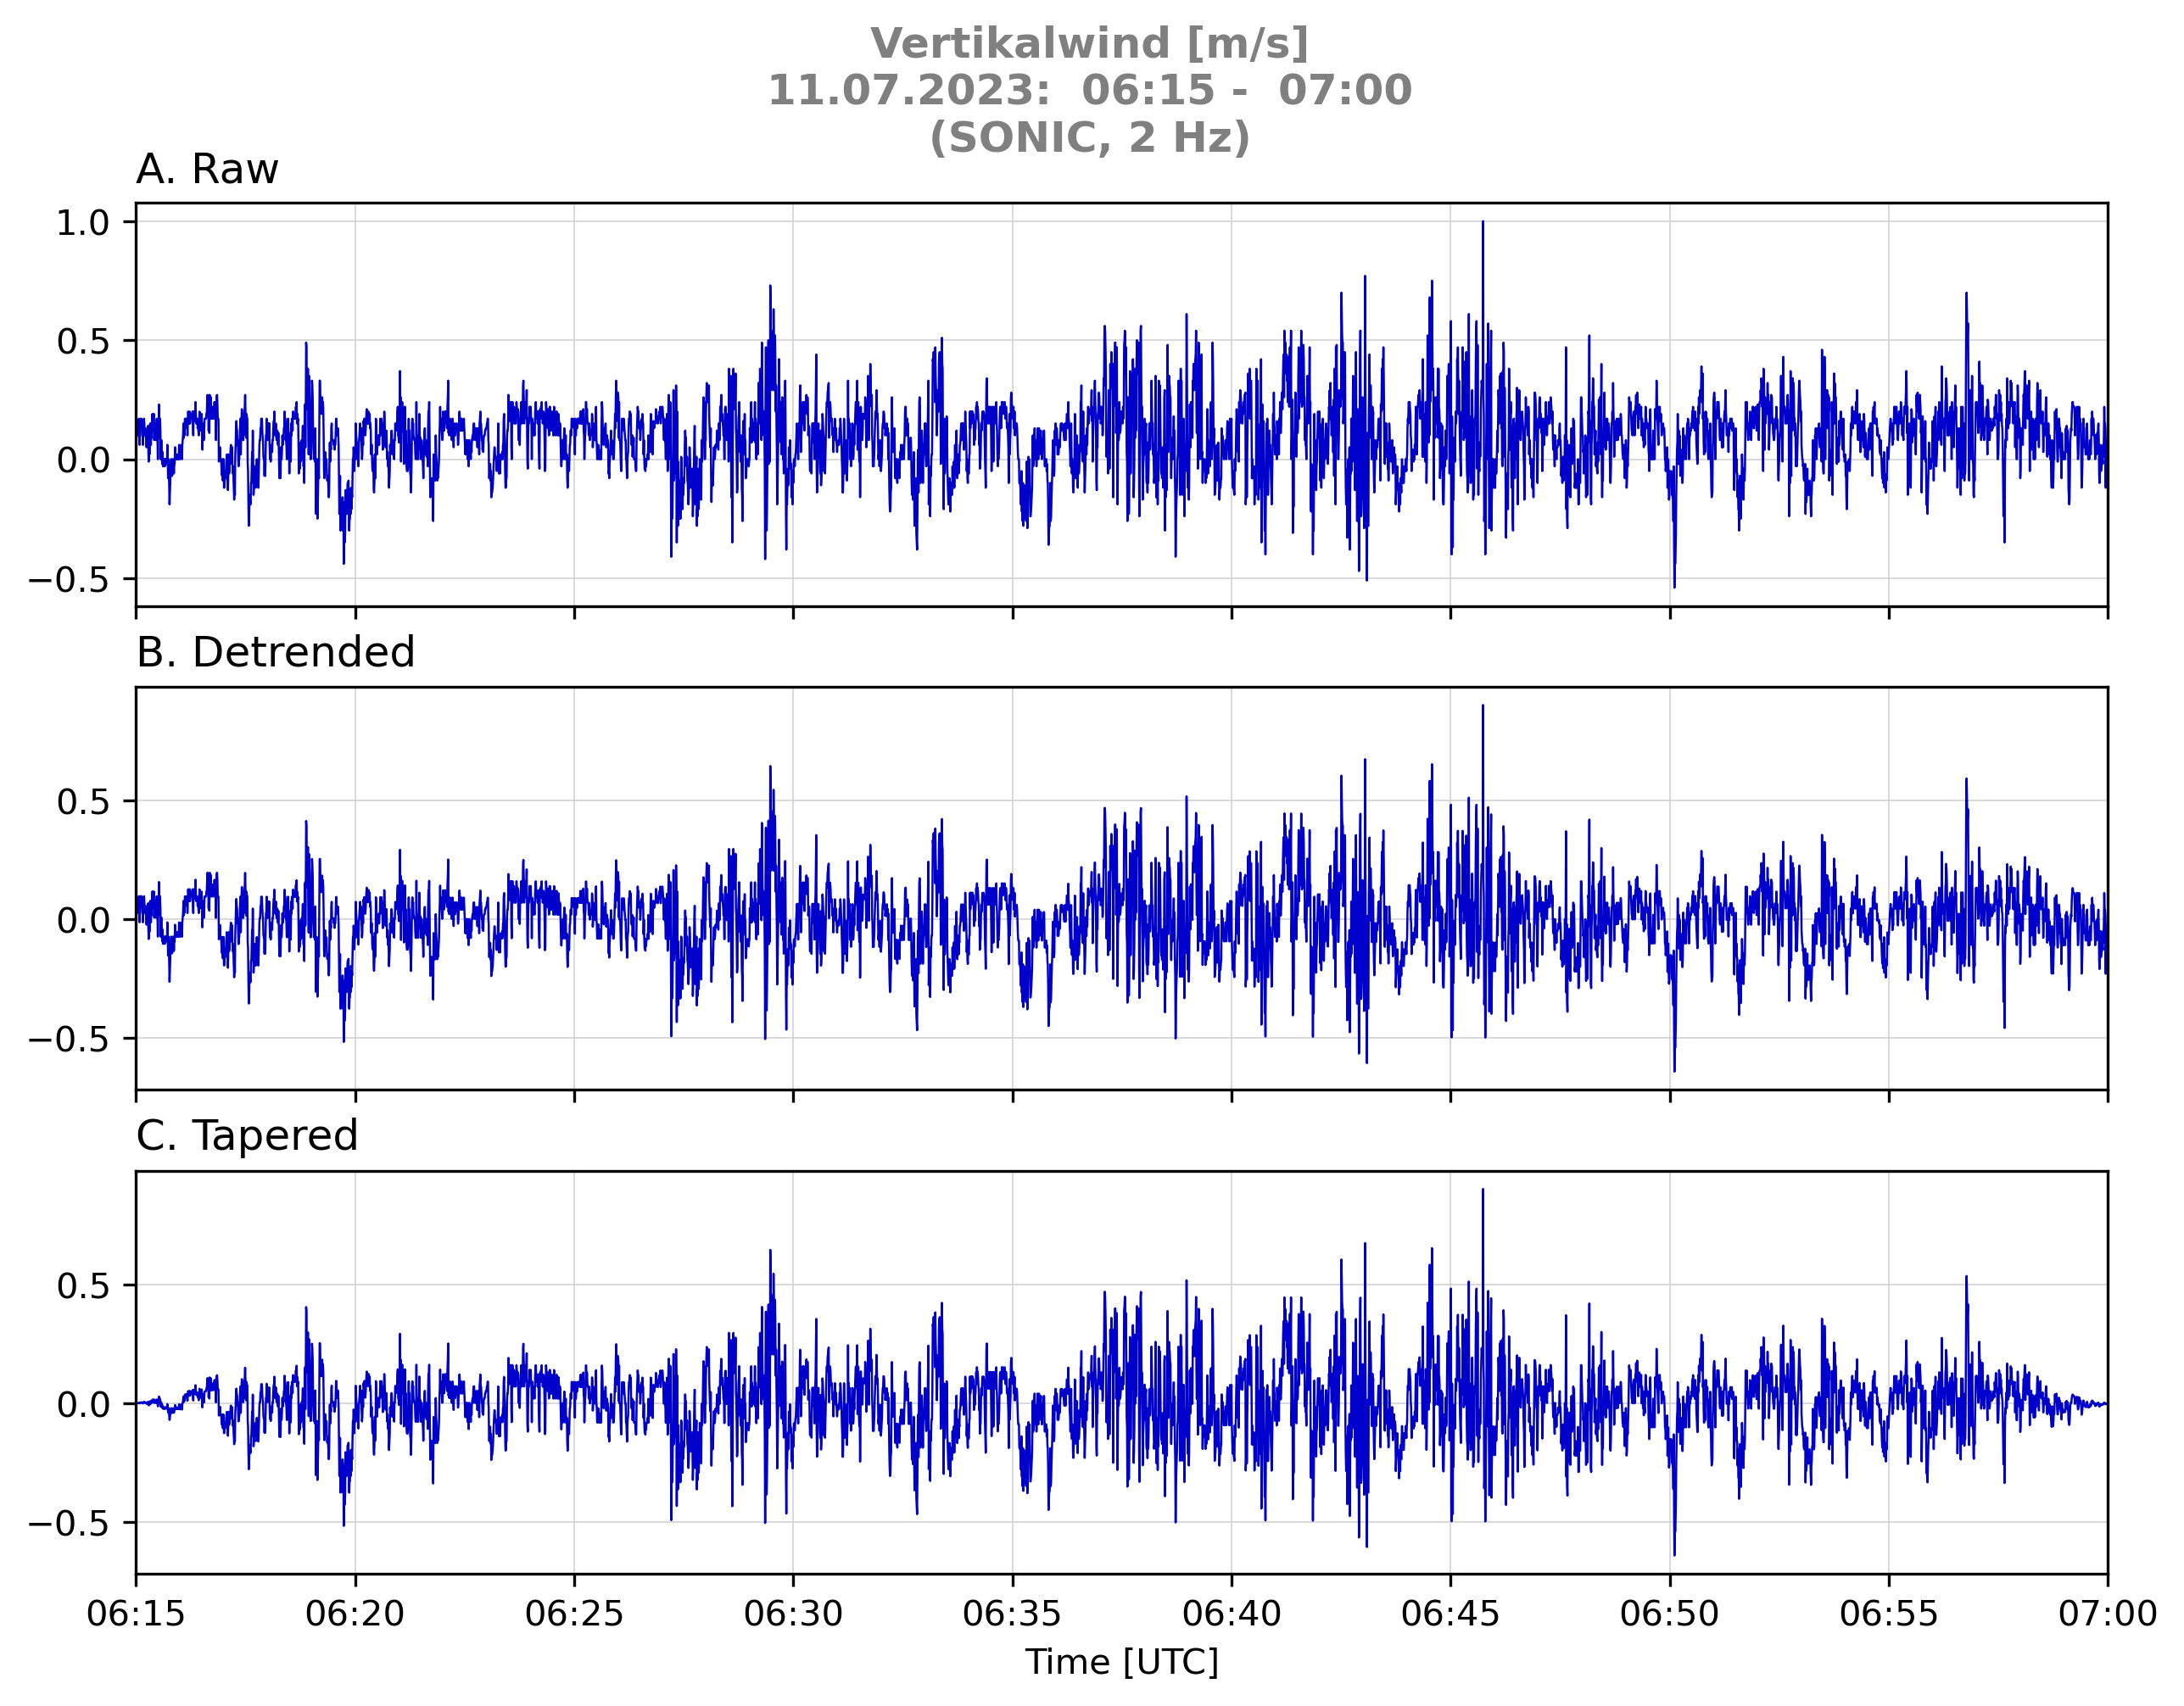 Vertikalwind [m/s]
11.07.2023:  06:15 -  07:00
(SONIC, 2 Hz)
A. Raw
1.0
0.5
0.0
−0.5
B. Detrended
0.5
0.0
−0.5
C. Tapered
0.5
0.0
−0.5
06:15 06:20 06:25 06:30 06:35 06:40 06:45 06:50 06:55 07:00
Time [UTC]